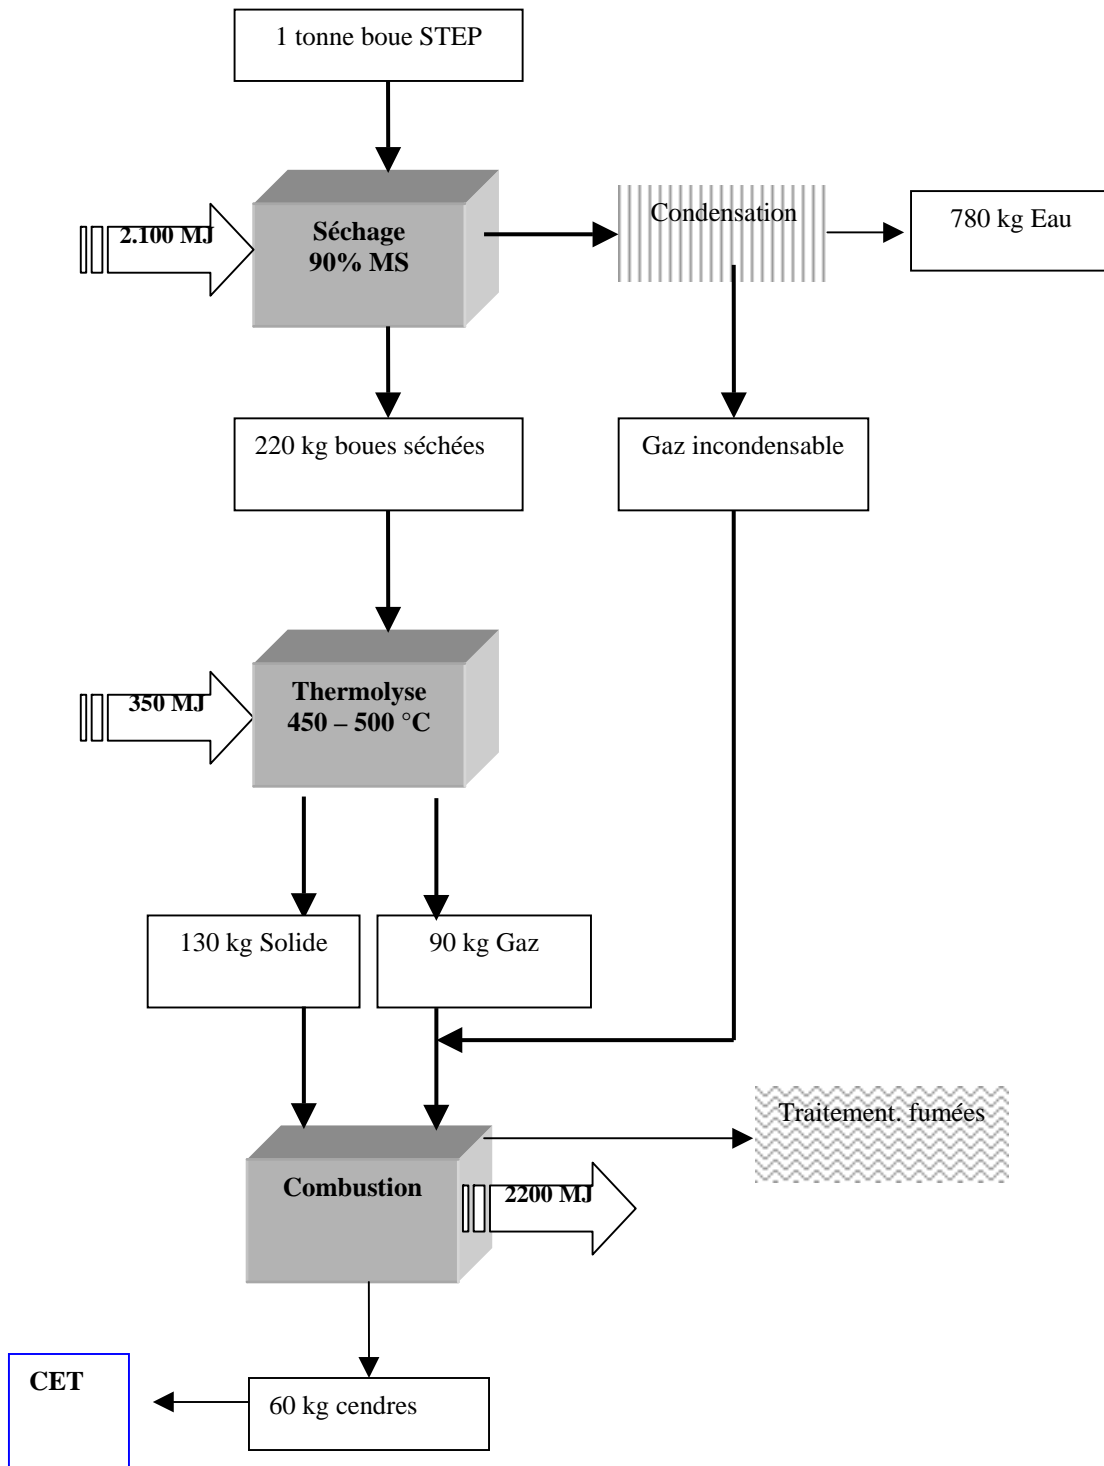 1 tonne boue STEP
2.100 MJ
Séchage
90% MS
Condensation
780 kg Eau
220 kg boues séchées
Gaz incondensable
350 MJ
Thermolyse
450 – 500 °C
130 kg Solide
90 kg Gaz
Traitement. fumées
Combustion
2200 MJ
CET
60 kg cendres